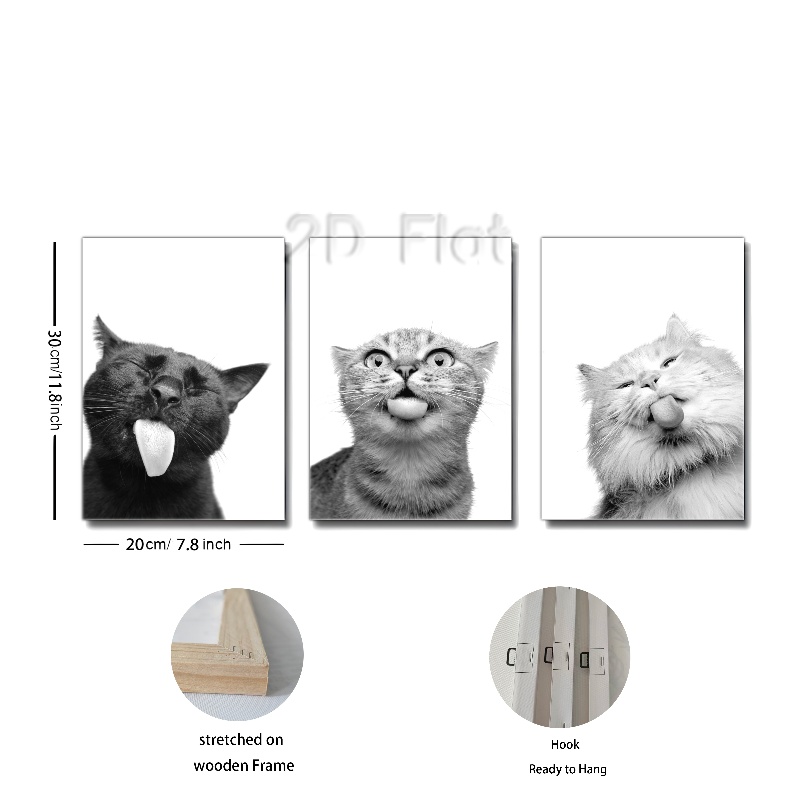 2D Flat
30cm/11.8inch
20cm/ 7.8 inch
stretched on
wooden Frame
Hook
Ready to Hang